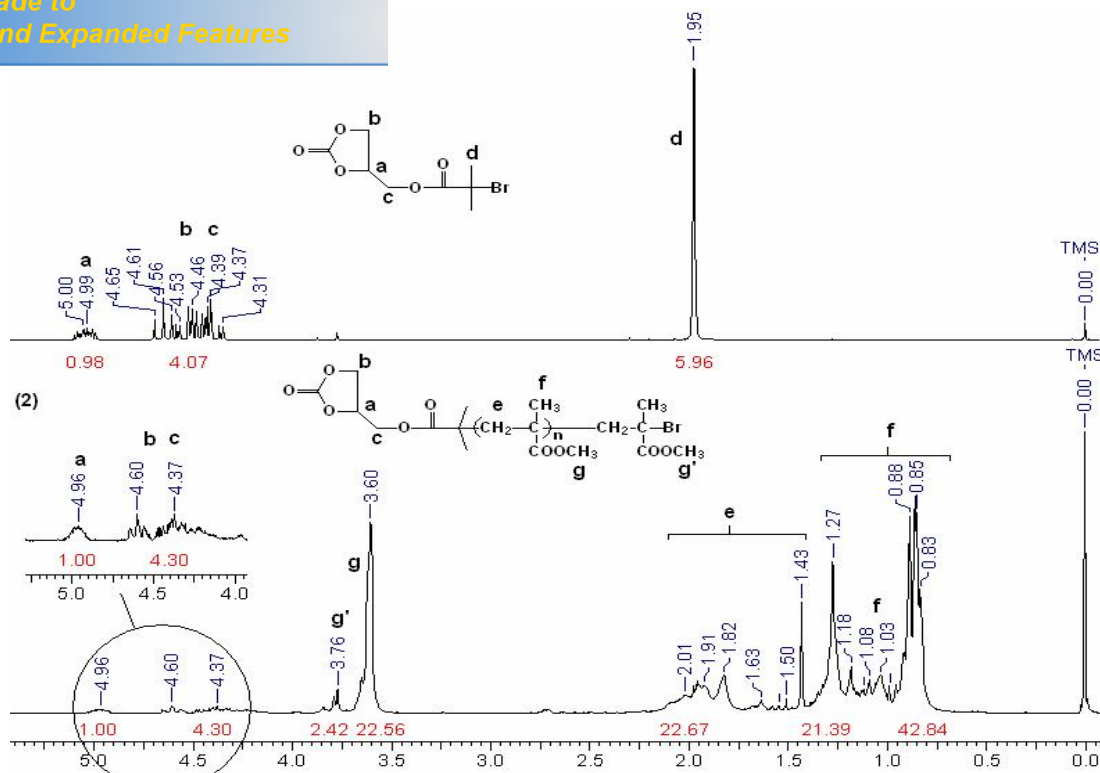 ade to
nd Expanded Features
1.95
b
O
O
O
a
O
c
O
O
d
Br
d
b c
a
5.00
4.99
4.65
4.61
4.56
4.53
4.46
4.39
4.37
4.31
TMS
0.00
0.98
4.07
5.96
TMS
0.00
(2)
b
O
O
O
a
O
c
O
O
e
f
CH3
(CH2 C)n CH2 C Br
CH3
COOCH3
g
COOCH3
g'
a
b c
4.96
4.60
4.37
1.00
4.30
5.0 4.5 4.0
g'
3.76
g
3.60
e
2.01
1.91
1.82
1.63
1.50
1.43
f
1.27
1.18
1.08
f
1.03
0.88
0.85
0.83
4.96
4.60
4.37
1.00 4.30 2.42 22.56 22.67 21.39 42.84
5.0 4.5 4.0 3.5 3.0 2.5 2.0 1.5 1.0 0.5 0.0